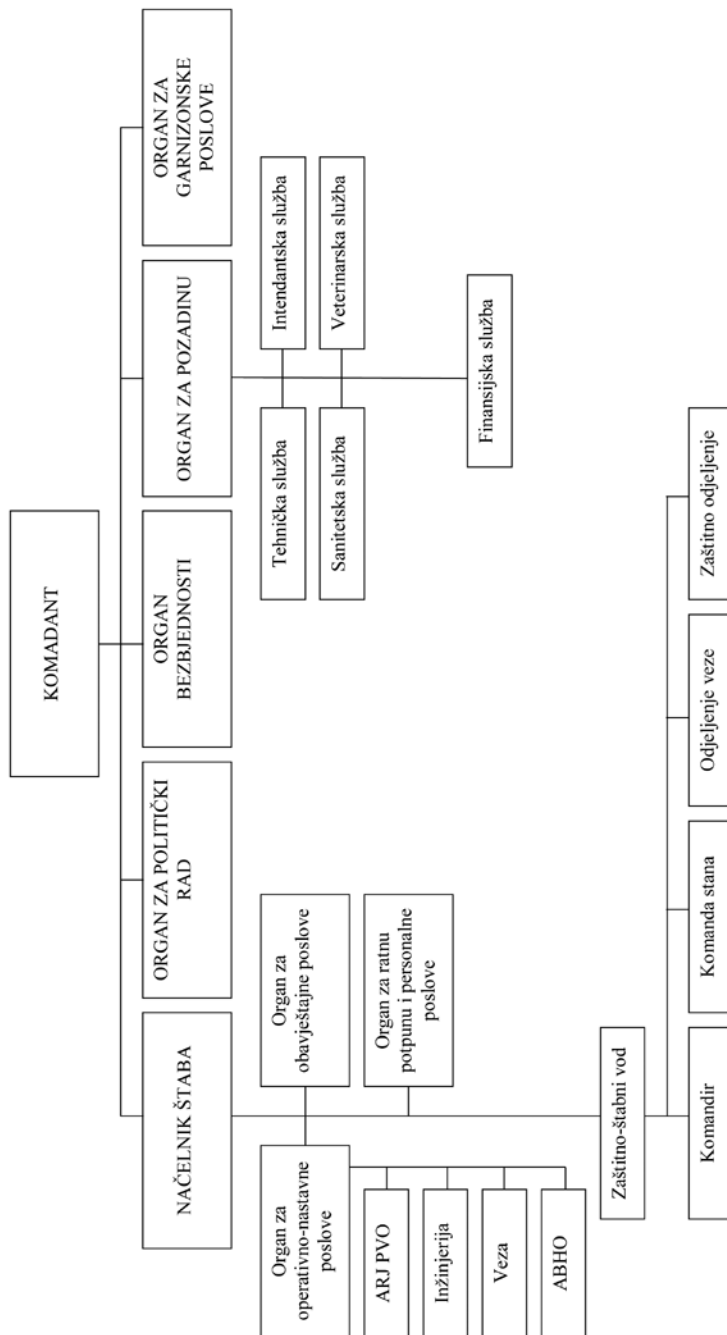 KOMADANT
NAČELNIK ŠTABA
ORGAN ZA POLITIČKI
RAD
ORGAN
BEZBJEDNOSTI
ORGAN ZA POZADINU
ORGAN ZA
GARNIZONSKE
POSLOVE
Organ za
operativno-nastavne
poslove
Organ za
obavještajne poslove
Organ za ratnu
potpunu i personalne
poslove
ARJ PVO
Inžinjerija
Veza
ABHO
Tehnička služba
Intendantska služba
Sanitetska služba
Veterinarska služba
Finansijska služba
Zaštitno-štabni vod
Komandir
Komanda stana
Odjeljenje veze
Zaštitno odjeljenje